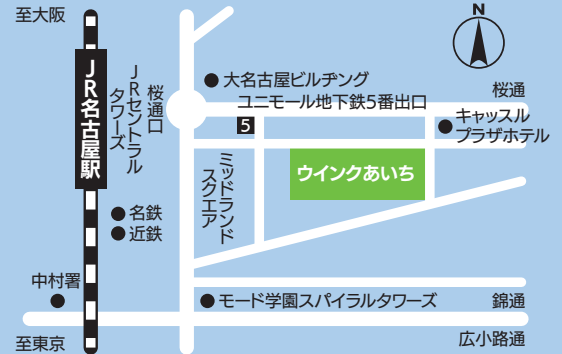 至大阪
N
JR名古屋駅
JRセントラル
タワーズ
桜通口
大名古屋ビルヂング
ユニモール地下鉄5番出口
5
桜通
キャッスル
プラザホテル
ミッドランド
スクエア
ウインクあいち
名鉄
近鉄
中村署
モード学園スパイラルタワーズ
錦通
広小路通
至東京